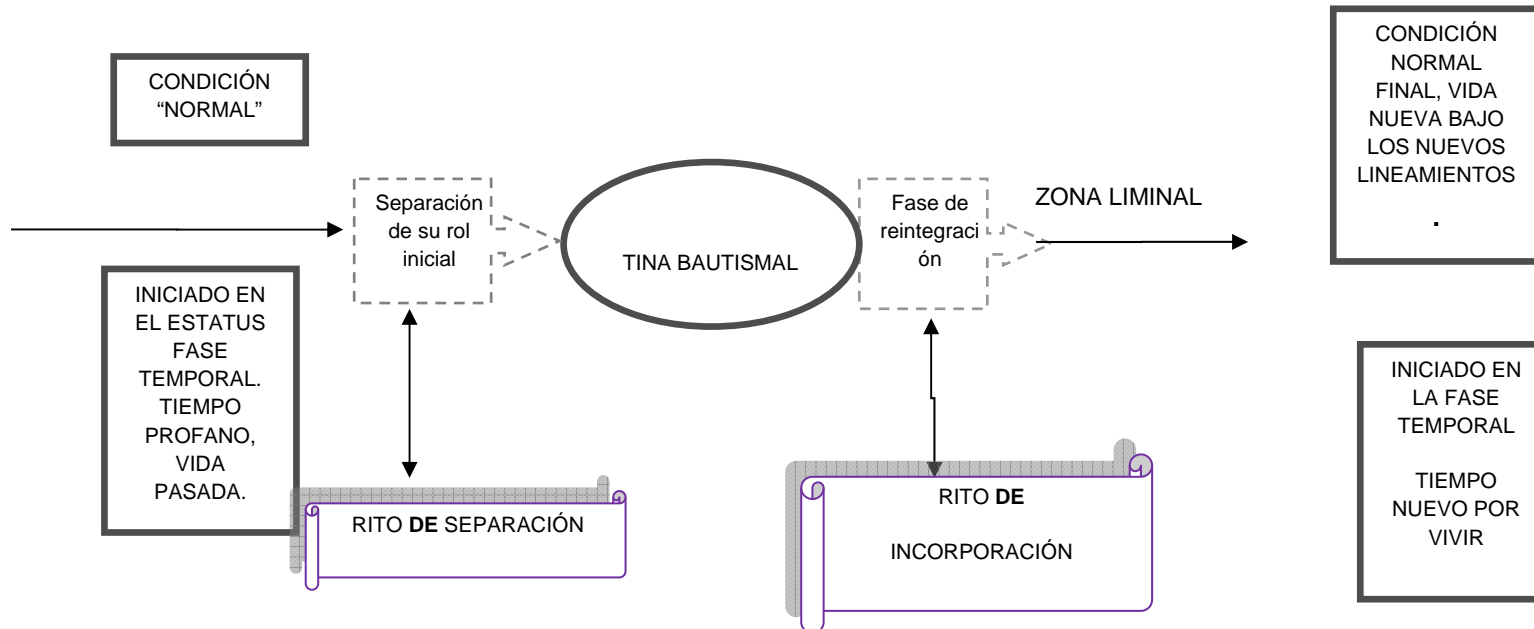 CONDICIÓN
“NORMAL”
INICIADO EN
EL ESTATUS
FASE
TEMPORAL.
TIEMPO
PROFANO,
VIDA
PASADA.
Separación
de su rol
inicial
RITO DE SEPARACIÓN
TINA BAUTISMAL
Fase de
reintegraci
ón
RITO DE
INCORPORACIÓN
ZONA LIMINAL
CONDICIÓN
NORMAL
FINAL, VIDA
NUEVA BAJO
LOS NUEVOS
LINEAMIENTOS
.
INICIADO EN
LA FASE
TEMPORAL
TIEMPO
NUEVO POR
VIVIR